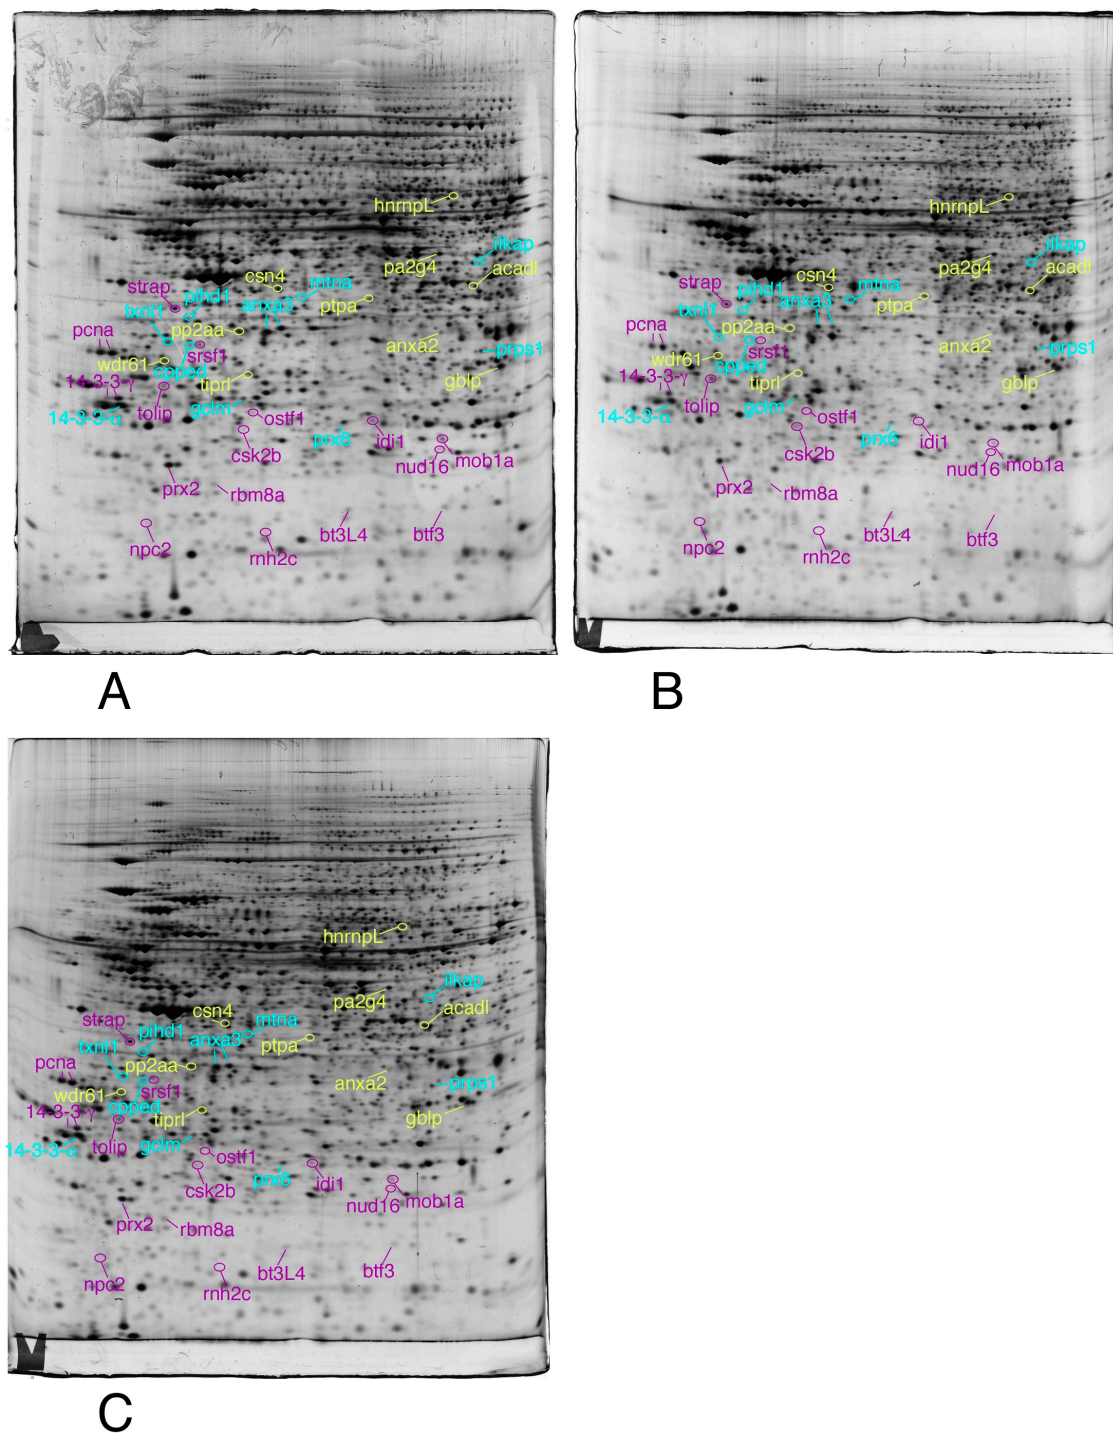 hnrnpL
ilkap
pa2g4
acadl
csn4
mtna
strap
pihd1
anxa3
ptpa
txnl1
pcna
pp2aa
anxa2
prps1
srsf1
wdr61
cpped
14-3-3-γ
tiprl
gblp
14-3-3-α
tolip
gclm
ostf1
prx6
idi1
csk2b
nud16
mob1a
prx2
rbm8a
npc2
rnh2c
bt3L4
btf3
A
hnrnpL
ilkap
pa2g4
acadl
csn4
mtna
strap
pihd1
anxa3
ptpa
txnl1
pcna
pp2aa
anxa2
prps1
srsf1
wdr61
cpped
14-3-3-γ
tiprl
gblp
14-3-3-α
tolip
gclm
ostf1
prx6
idi1
csk2b
nud16
mob1a
prx2
rbm8a
npc2
rnh2c
bt3L4
btf3
B
hnrnpL
ilkap
pa2g4
acadl
csn4
mtna
strap
pihd1
anxa3
ptpa
txnl1
pcna
pp2aa
anxa2
prps1
srsf1
wdr61
cpped
14-3-3-γ
tiprl
gblp
14-3-3-α
tolip
gclm
ostf1
prx6
idi1
csk2b
nud16
mob1a
prx2
rbm8a
npc2
rnh2c
bt3L4
btf3
C